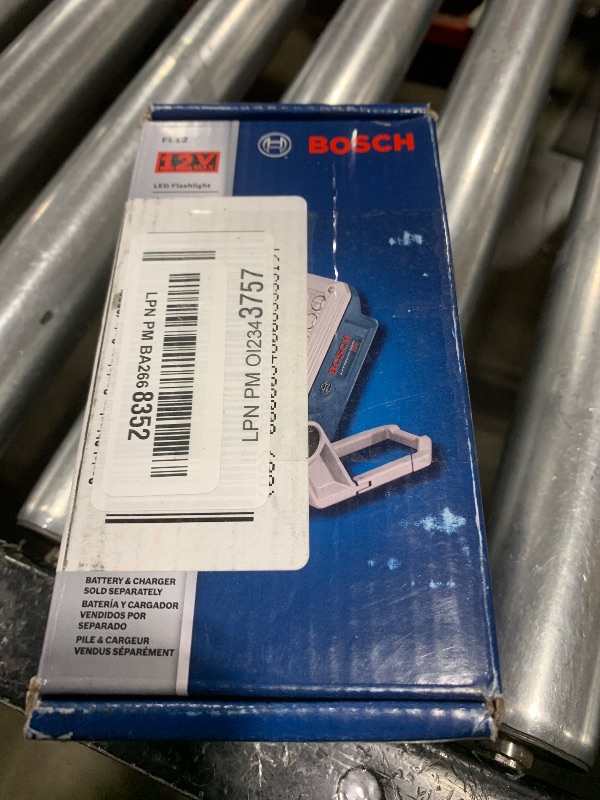 FL12
BOSCH
12V
LED Flashlight
LPN PM BA266 8352
LPN PM OI234 3757
BOSCH
BATTERY & CHARGER
SOLD SEPARATELY
BATERÍA Y CARGADOR
VENDIDOS POR
SEPARADO
PILE & CARGEUR
VENDUS SÉPARÉMENT